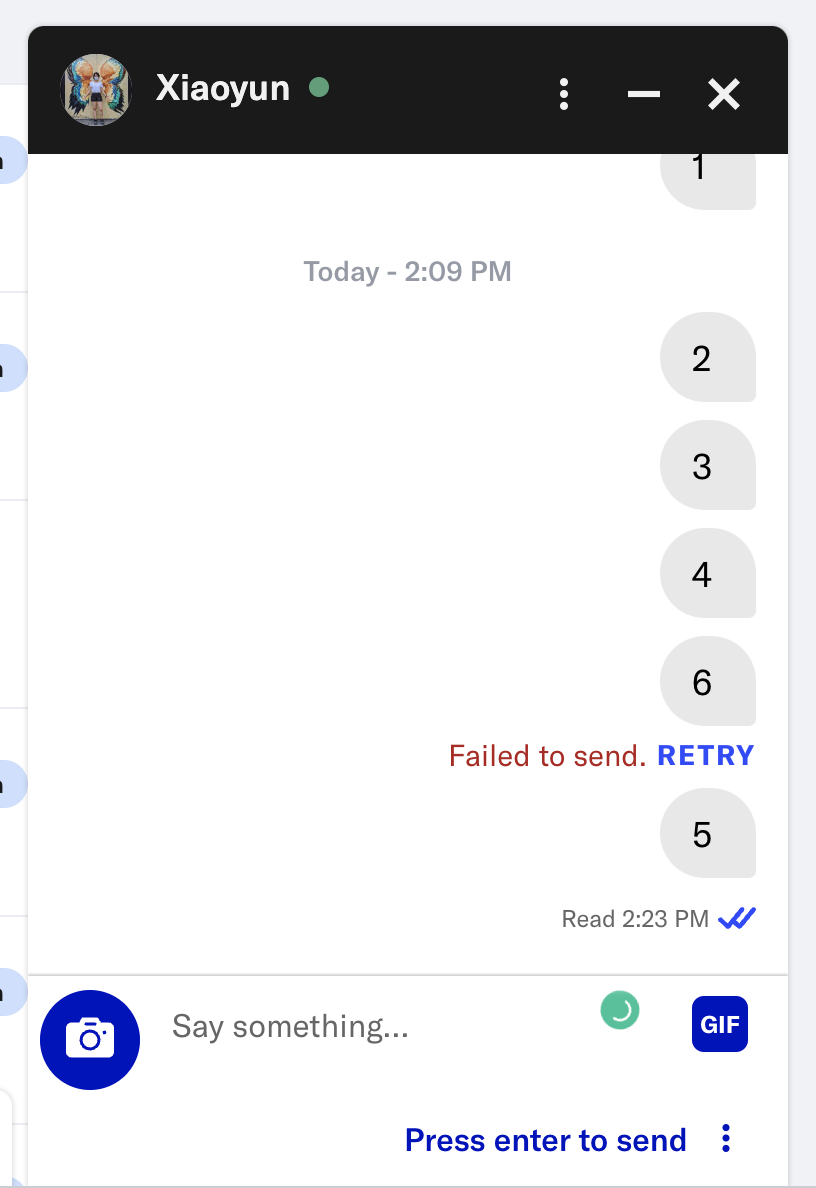 Xiaoyun
1
Today - 2:09 PM
2
3
4
6
Failed to send. RETRY
5
Read 2:23 PM
Say something...
GIF
Press enter to send